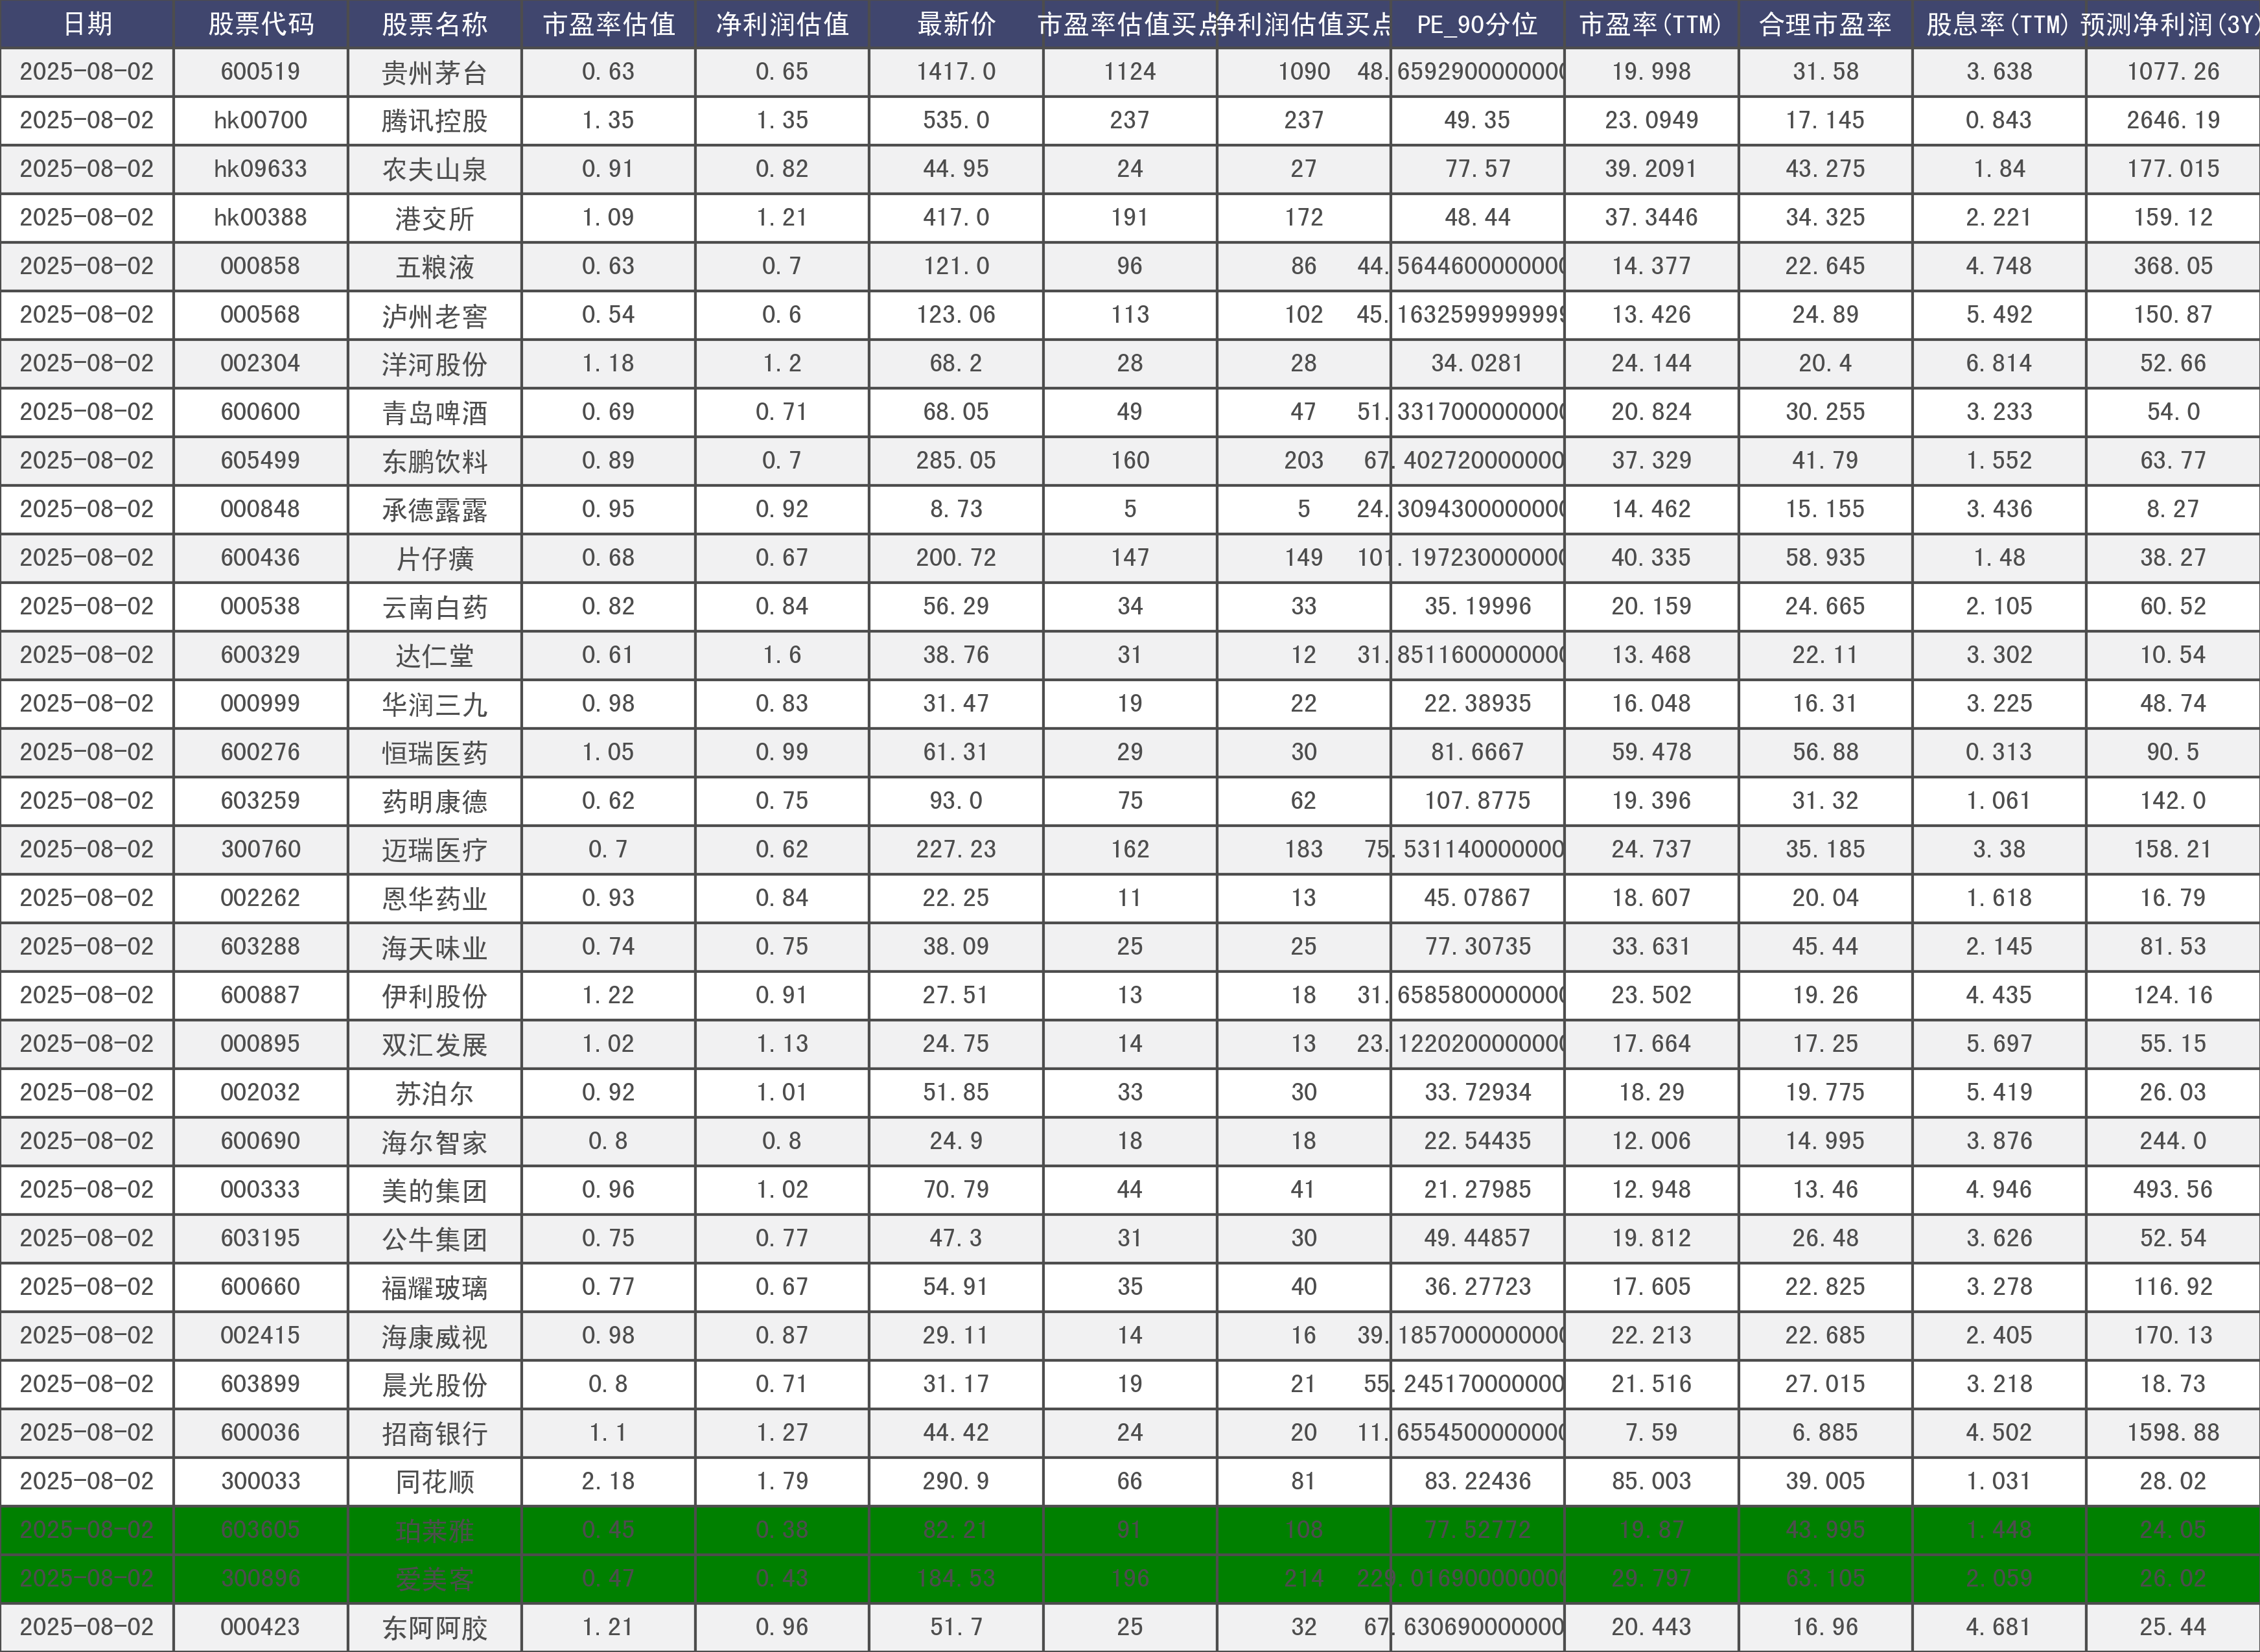 日期 股票代码 股票名称 市盈率估值 净利润估值 最新价 市盈率估值买点 净利润估值买点 PE_90分位 市盈率(TTM) 合理市盈率 股息率(TTM) 预测净利润(3Y)
2025-08-02 600519 贵州茅台 0.63 0.65 1417.0 1124 1090 48.6592900000000 19.998 31.58 3.638 1077.26
2025-08-02 hk00700 腾讯控股 1.35 1.35 535.0 237 237 49.35 23.0949 17.145 0.843 2646.19
2025-08-02 hk09633 农夫山泉 0.91 0.82 44.95 24 27 77.57 39.2091 43.275 1.84 177.015
2025-08-02 hk00388 港交所 1.09 1.21 417.0 191 172 48.44 37.3446 34.325 2.221 159.12
2025-08-02 000858 五粮液 0.63 0.7 121.0 96 86 44.5644600000000 14.377 22.645 4.748 368.05
2025-08-02 000568 泸州老窖 0.54 0.6 123.06 113 102 45.1632599999999 13.426 24.89 5.492 150.87
2025-08-02 002304 洋河股份 1.18 1.2 68.2 28 28 34.0281 24.144 20.4 6.814 52.66
2025-08-02 600600 青岛啤酒 0.69 0.71 68.05 49 47 51.3317000000000 20.824 30.255 3.233 54.0
2025-08-02 605499 东鹏饮料 0.89 0.7 285.05 160 203 67.402720000000 37.329 41.79 1.552 63.77
2025-08-02 000848 承德露露 0.95 0.92 8.73 5 5 24.3094300000000 14.462 15.155 3.436 8.27
2025-08-02 600436 片仔癀 0.68 0.67 200.72 147 149 101.197230000000 40.335 58.935 1.48 38.27
2025-08-02 000538 云南白药 0.82 0.84 56.29 34 33 35.19996 20.159 24.665 2.105 60.52
2025-08-02 600329 达仁堂 0.61 1.6 38.76 31 12 31.8511600000000 13.468 22.11 3.302 10.54
2025-08-02 000999 华润三九 0.98 0.83 31.47 19 22 22.38935 16.048 16.31 3.225 48.74
2025-08-02 600276 恒瑞医药 1.05 0.99 61.31 29 30 81.6667 59.478 56.88 0.313 90.5
2025-08-02 603259 药明康德 0.62 0.75 93.0 75 62 107.8775 19.396 31.32 1.061 142.0
2025-08-02 300760 迈瑞医疗 0.7 0.62 227.23 162 183 75.531140000000 24.737 35.185 3.38 158.21
2025-08-02 002262 恩华药业 0.93 0.84 22.25 11 13 45.07867 18.607 20.04 1.618 16.79
2025-08-02 603288 海天味业 0.74 0.75 38.09 25 25 77.30735 33.631 45.44 2.145 81.53
2025-08-02 600887 伊利股份 1.22 0.91 27.51 13 18 31.6585800000000 23.502 19.26 4.435 124.16
2025-08-02 000895 双汇发展 1.02 1.13 24.75 14 13 23.1220200000000 17.664 17.25 5.697 55.15
2025-08-02 002032 苏泊尔 0.92 1.01 51.85 33 30 33.72934 18.29 19.775 5.419 26.03
2025-08-02 600690 海尔智家 0.8 0.8 24.9 18 18 22.54435 12.006 14.995 3.876 244.0
2025-08-02 000333 美的集团 0.96 1.02 70.79 44 41 21.27985 12.948 13.46 4.946 493.56
2025-08-02 603195 公牛集团 0.75 0.77 47.3 31 30 49.44857 19.812 26.48 3.626 52.54
2025-08-02 600660 福耀玻璃 0.77 0.67 54.91 35 40 36.27723 17.605 22.825 3.278 116.92
2025-08-02 002415 海康威视 0.98 0.87 29.11 14 16 39.1857000000000 22.213 22.685 2.405 170.13
2025-08-02 603899 晨光股份 0.8 0.71 31.17 19 21 55.245170000000 21.516 27.015 3.218 18.73
2025-08-02 600036 招商银行 1.1 1.27 44.42 24 20 11.6554500000000 7.59 6.885 4.502 1598.88
2025-08-02 300033 同花顺 2.18 1.79 290.9 66 81 83.22436 85.003 39.005 1.031 28.02
2025-08-02 603605 珀莱雅 0.45 0.38 82.21 91 108 77.52772 19.87 43.995 1.448 24.05
2025-08-02 300896 爱美客 0.47 0.43 184.53 196 214 229.016900000000 29.797 63.105 2.059 26.02
2025-08-02 000423 东阿阿胶 1.21 0.96 51.7 25 32 67.630690000000 20.443 16.96 4.681 25.44